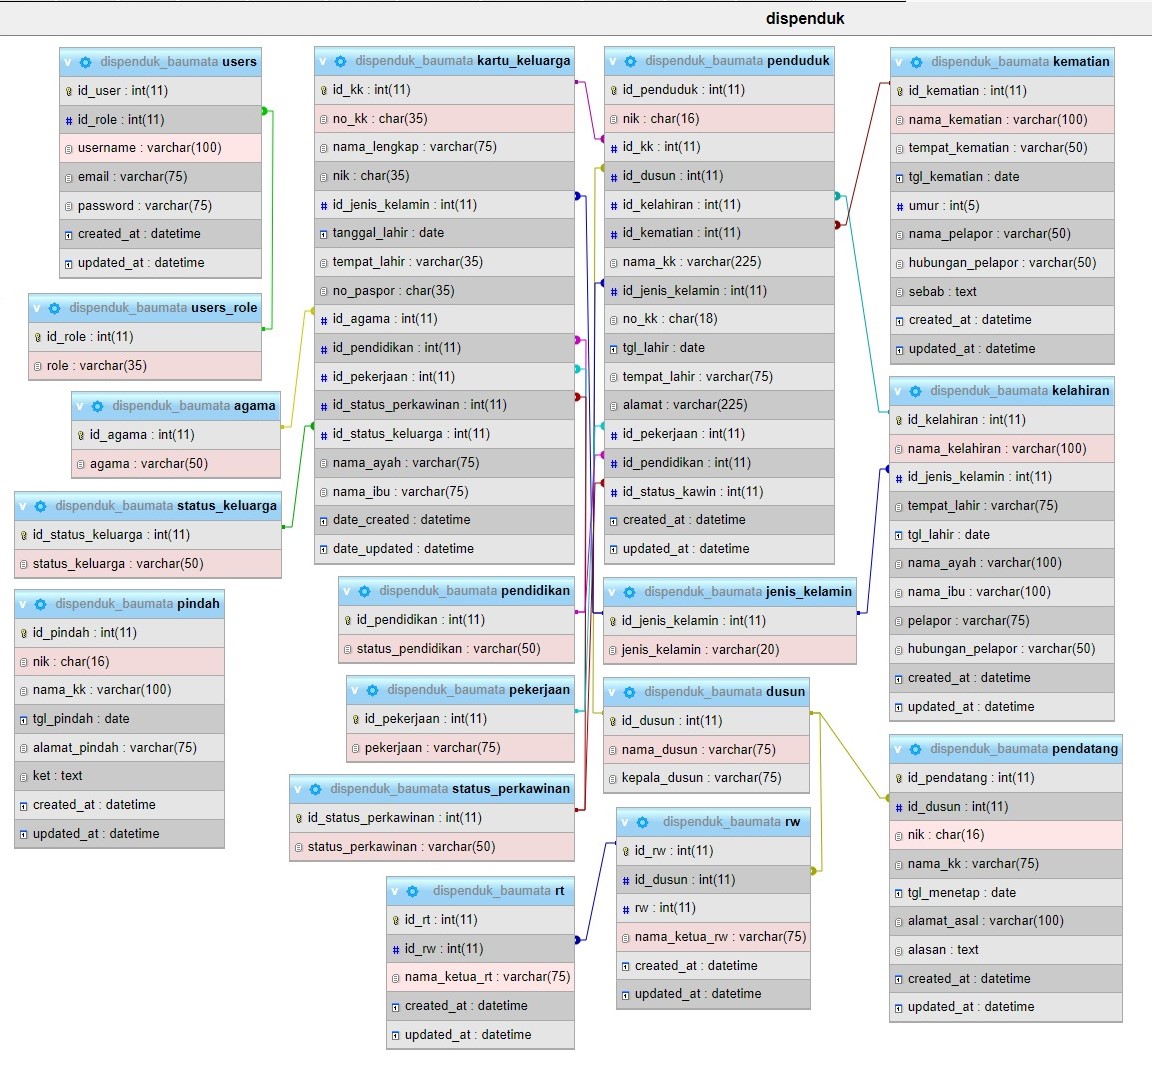 dispenduk
dispenduk_baumata users
id_user : int(11)
id_role : int(11)
username : varchar(100)
email : varchar(75)
password : varchar(75)
created_at : datetime
updated_at : datetime
dispenduk_baumata users_role
id_role : int(11)
role : varchar(35)
dispenduk_baumata agama
id_agama : int(11)
agama : varchar(50)
dispenduk_baumata status_keluarga
id_status_keluarga : int(11)
status_keluarga : varchar(50)
dispenduk_baumata pindah
id_pindah : int(11)
nik : char(16)
nama_kk : varchar(100)
tgl_pindah : date
alamat_pindah : varchar(75)
ket : text
created_at : datetime
updated_at : datetime
dispenduk_baumata kartu_keluarga
id_kk : int(11)
no_kk : char(35)
nama_lengkap : varchar(75)
nik : char(35)
id_jenis_kelamin : int(11)
tanggal_lahir : date
tempat_lahir : varchar(35)
no_paspor : char(35)
id_agama : int(11)
id_pendidikan : int(11)
id_pekerjaan : int(11)
id_status_perkawinan : int(11)
id_status_keluarga : int(11)
nama_ayah : varchar(75)
nama_ibu : varchar(75)
date_created : datetime
date_updated : datetime
dispenduk_baumata pendidikan
id_pendidikan : int(11)
status_pendidikan : varchar(50)
dispenduk_baumata pekerjaan
id_pekerjaan : int(11)
pekerjaan : varchar(75)
dispenduk_baumata status_perkawinan
id_status_perkawinan : int(11)
status_perkawinan : varchar(50)
dispenduk_baumata rt
id_rt : int(11)
id_rw : int(11)
nama_ketua_rt : varchar(75)
created_at : datetime
updated_at : datetime
dispenduk_baumata penduduk
id_penduduk : int(11)
nik : char(16)
id_kk : int(11)
id_dusun : int(11)
id_kelahiran : int(11)
id_kematian : int(11)
nama_kk : varchar(225)
id_jenis_kelamin : int(11)
no_kk : char(18)
tgl_lahir : date
tempat_lahir : varchar(75)
alamat : varchar(225)
id_pekerjaan : int(11)
id_pendidikan : int(11)
id_status_kawin : int(11)
created_at : datetime
updated_at : datetime
dispenduk_baumata jenis_kelamin
id_jenis_kelamin : int(11)
jenis_kelamin : varchar(20)
dispenduk_baumata dusun
id_dusun : int(11)
nama_dusun : varchar(75)
kepala_dusun : varchar(75)
dispenduk_baumata rw
id_rw : int(11)
id_dusun : int(11)
rw : int(11)
nama_ketua_rw : varchar(75)
created_at : datetime
updated_at : datetime
dispenduk_baumata kematian
id_kematian : int(11)
nama_kematian : varchar(100)
tempat_kematian : varchar(50)
tgl_kematian : date
umur : int(5)
nama_pelapor : varchar(50)
hubungan_pelapor : varchar(50)
sebab : text
created_at : datetime
updated_at : datetime
dispenduk_baumata kelahiran
id_kelahiran : int(11)
nama_kelahiran : varchar(100)
id_jenis_kelamin : int(11)
tempat_lahir : varchar(75)
tgl_lahir : date
nama_ayah : varchar(100)
nama_ibu : varchar(100)
pelapor : varchar(75)
hubungan_pelapor : varchar(50)
created_at : datetime
updated_at : datetime
dispenduk_baumata pendatang
id_pendatang : int(11)
id_dusun : int(11)
nik : char(16)
nama_kk : varchar(75)
tgl_menetap : date
alamat_asal : varchar(100)
alasan : text
created_at : datetime
updated_at : datetime